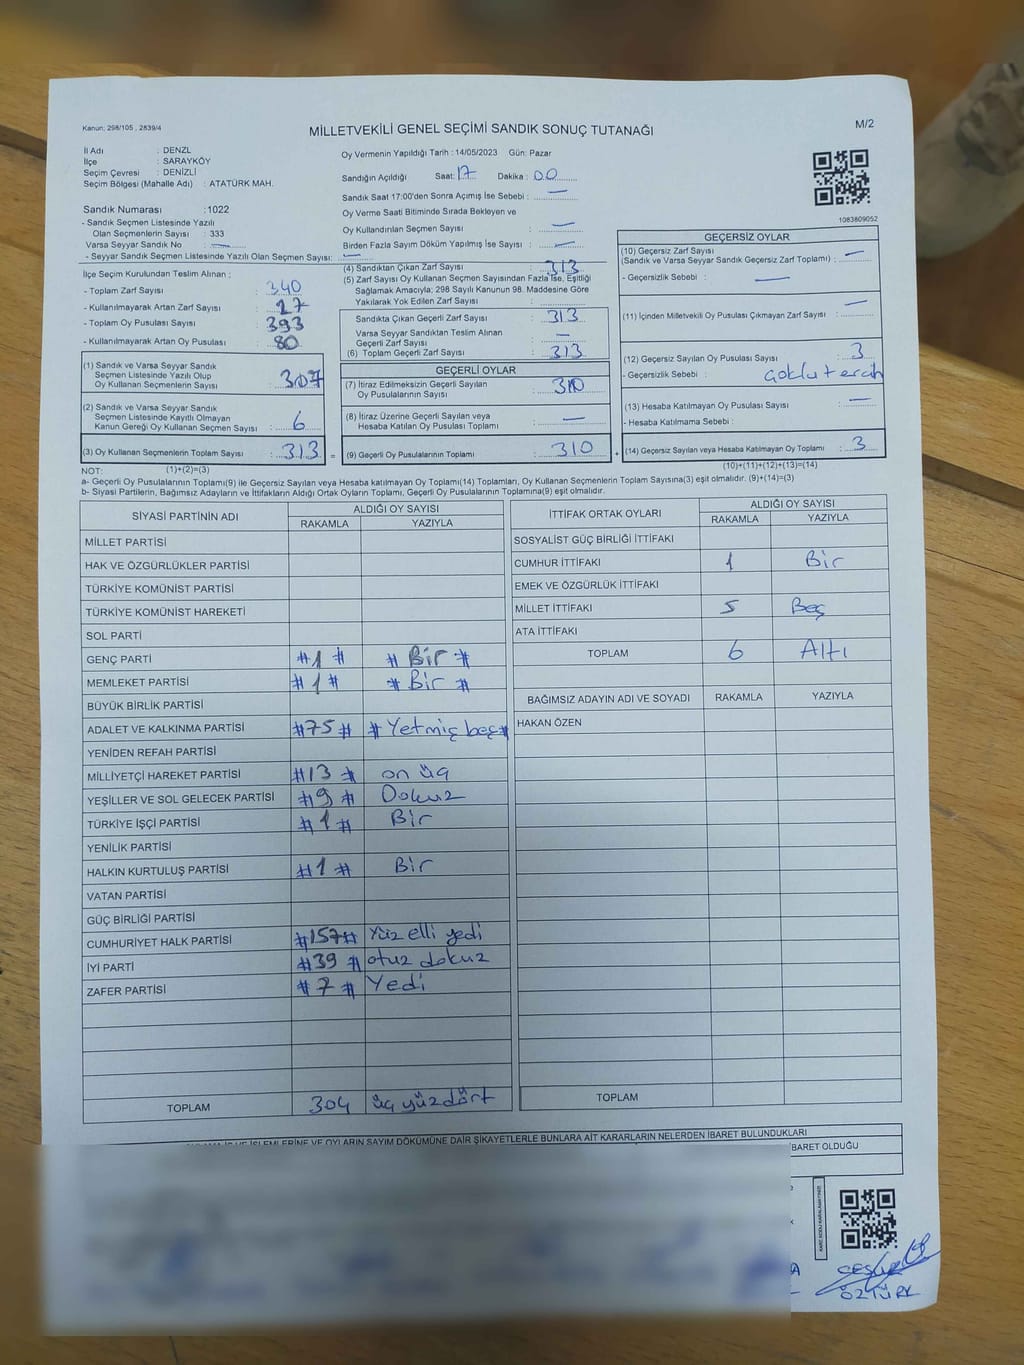 Kanun: 298/105 , 2839/4
MİLLETVEKİLİ GENEL SEÇİMİ SANDIK SONUÇ TUTANAĞI
M/2
İl Adı : DENZL
İlçe : SARAYKÖY
Seçim Çevresi : DENİZLİ
Seçim Bölgesi (Mahalle Adı) : ATATÜRK MAH.
Sandık Numarası : 1022
- Sandık Seçmen Listesinde Yazılı
Olan Seçmenlerin Sayısı : 333
Varsa Seyyar Sandık No : —
- Seyyar Sandık Seçmen Listesinde Yazılı Olan Seçmen Sayısı: —
Oy Vermenin Yapıldığı Tarih : 14/05/2023 Gün: Pazar
Sandığın Açıldığı Saat: 17 Dakika : 00
Sandık Saat 17:00'den Sonra Açımış İse Sebebi : —
Oy Verme Saati Bitiminde Sırada Bekleyen ve
Oy Kullandırılan Seçmen Sayısı : —
Birden Fazla Sayım Döküm Yapılmış İse Sayısı : —
1083809052
İlçe Seçim Kurulundan Teslim Alınan ;
- Toplam Zarf Sayısı : 340
- Kullanılmayarak Artan Zarf Sayısı : 27
- Toplam Oy Pusulası Sayısı : 393
- Kullanılmayarak Artan Oy Pusulası : 80
(4) Sandıktan Çıkan Zarf Sayısı : 313
(5) Zarf Sayısı Oy Kullanan Seçmen Sayısından Fazla İse, Eşitliği
Sağlamak Amacıyla; 298 Sayılı Kanunun 98. Maddesine Göre
Yakılarak Yok Edilen Zarf Sayısı :
Sandıkta Çıkan Geçerli Zarf Sayısı : 313
Varsa Seyyar Sandıktan Teslim Alınan
Geçerli Zarf Sayısı : —
(6) Toplam Geçerli Zarf Sayısı : 313
GEÇERSİZ OYLAR
(10) Geçersiz Zarf Sayısı
(Sandık ve Varsa Seyyar Sandık Geçersiz Zarf Toplamı) : —
- Geçersizlik Sebebi : —
(11) İçinden Milletvekili Oy Pusulası Çıkmayan Zarf Sayısı : —
(12) Geçersiz Sayılan Oy Pusulası Sayısı : 3
- Geçersizlik Sebebi : çoklu tercih
(13) Hesaba Katılmayan Oy Pusulası Sayısı : —
- Hesaba Katılmama Sebebi :
(14) Geçersiz Sayılan veya Hesaba Katılmayan Oy Toplamı : 3
(1) Sandık ve Varsa Seyyar Sandık
Seçmen Listesinde Yazılı Olup
Oy Kullanan Seçmenlerin Sayısı : 307
(2) Sandık ve Varsa Seyyar Sandık
Seçmen Listesinde Kayıtlı Olmayan
Kanun Gereği Oy Kullanan Seçmen Sayısı : 6
(3) Oy Kullanan Seçmenlerin Toplam Sayısı : 313 =
GEÇERLİ OYLAR
(7) İtiraz Edilmeksizin Geçerli Sayılan
Oy Pusulalarının Sayısı : 310
(8) İtiraz Üzerine Geçerli Sayılan veya
Hesaba Katılan Oy Pusulası Toplamı : —
(9) Geçerli Oy Pusulalarının Toplamı : 310 +
NOT: (1)+(2)=(3)
(10)+(11)+(12)+(13)=(14)
a- Geçerli Oy Pusulalarının Toplamı(9) ile Geçersiz Sayılan veya Hesaba katılmayan Oy Toplamı(14) Toplamları, Oy Kullanan Seçmenlerin Toplam Sayısına(3) eşit olmalıdır. (9)+(14)=(3)
b- Siyasi Partilerin, Bağımsız Adayların ve İttifakların Aldığı Ortak Oyların Toplamı, Geçerli Oy Pusulalarının Toplamına(9) eşit olmalıdır.
SİYASİ PARTİNİN ADI
ALDIĞI OY SAYISI
RAKAMLA YAZIYLA
MİLLET PARTİSİ
HAK VE ÖZGÜRLÜKLER PARTİSİ
TÜRKİYE KOMÜNİST PARTİSİ
TÜRKİYE KOMÜNİST HAREKETİ
SOL PARTİ
GENÇ PARTİ #1# #Bir#
MEMLEKET PARTİSİ #1# #Bir#
BÜYÜK BİRLİK PARTİSİ
ADALET VE KALKINMA PARTİSİ #75# #Yetmiş beş#
YENİDEN REFAH PARTİSİ
MİLLİYETÇİ HAREKET PARTİSİ #13# on üç
YEŞİLLER VE SOL GELECEK PARTİSİ #9# Dokuz
TÜRKİYE İŞÇİ PARTİSİ #1# Bir
YENİLİK PARTİSİ
HALKIN KURTULUŞ PARTİSİ #1# Bir
VATAN PARTİSİ
GÜÇ BİRLİĞİ PARTİSİ
CUMHURİYET HALK PARTİSİ #157# Yüz elli yedi
İYİ PARTİ #39# otuz dokuz
ZAFER PARTİSİ #7# Yedi
TOPLAM 304 üç yüz dört
İTTİFAK ORTAK OYLARI
ALDIĞI OY SAYISI
RAKAMLA YAZIYLA
SOSYALİST GÜÇ BİRLİĞİ İTTİFAKI
CUMHUR İTTİFAKI 1 Bir
EMEK VE ÖZGÜRLÜK İTTİFAKI
MİLLET İTTİFAKI 5 Beş
ATA İTTİFAKI
TOPLAM 6 Altı
BAĞIMSIZ ADAYIN ADI VE SOYADI RAKAMLA YAZIYLA
HAKAN ÖZEN
TOPLAM
İŞLEMLERİNE VE OYLARIN SAYIM DÖKÜMÜNE DAİR ŞİKAYETLERLE BUNLARA AİT KARARLARIN NELERDEN İBARET BULUNDUKLARI
İBARET OLDUĞU
ÖZTÜRK